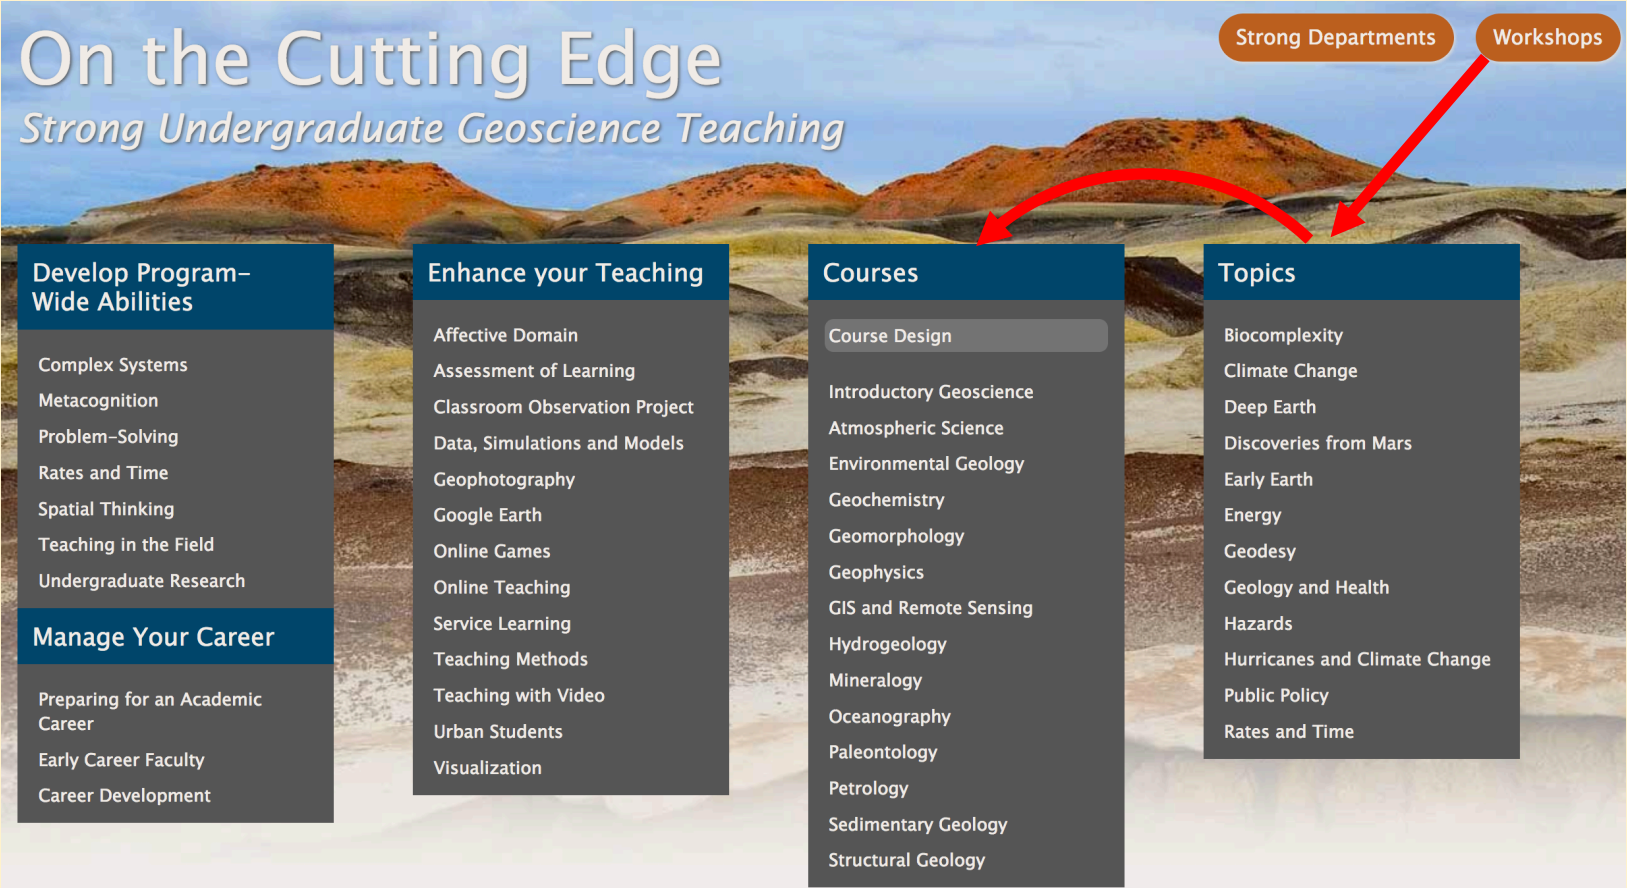 On the Cutting Edge
Strong Undergraduate Geoscience Teaching
Strong Departments
Workshops
Develop Program-
Wide Abilities
Complex Systems
Metacognition
Problem-Solving
Rates and Time
Spatial Thinking
Teaching in the Field
Undergraduate Research
Manage Your Career
Preparing for an Academic
Career
Early Career Faculty
Career Development
Enhance your Teaching
Affective Domain
Assessment of Learning
Classroom Observation Project
Data, Simulations and Models
Geophotography
Google Earth
Online Games
Online Teaching
Service Learning
Teaching Methods
Teaching with Video
Urban Students
Visualization
Courses
Course Design
Introductory Geoscience
Atmospheric Science
Environmental Geology
Geochemistry
Geomorphology
Geophysics
GIS and Remote Sensing
Hydrogeology
Mineralogy
Oceanography
Paleontology
Petrology
Sedimentary Geology
Structural Geology
Topics
Biocomplexity
Climate Change
Deep Earth
Discoveries from Mars
Early Earth
Energy
Geodesy
Geology and Health
Hazards
Hurricanes and Climate Change
Public Policy
Rates and Time